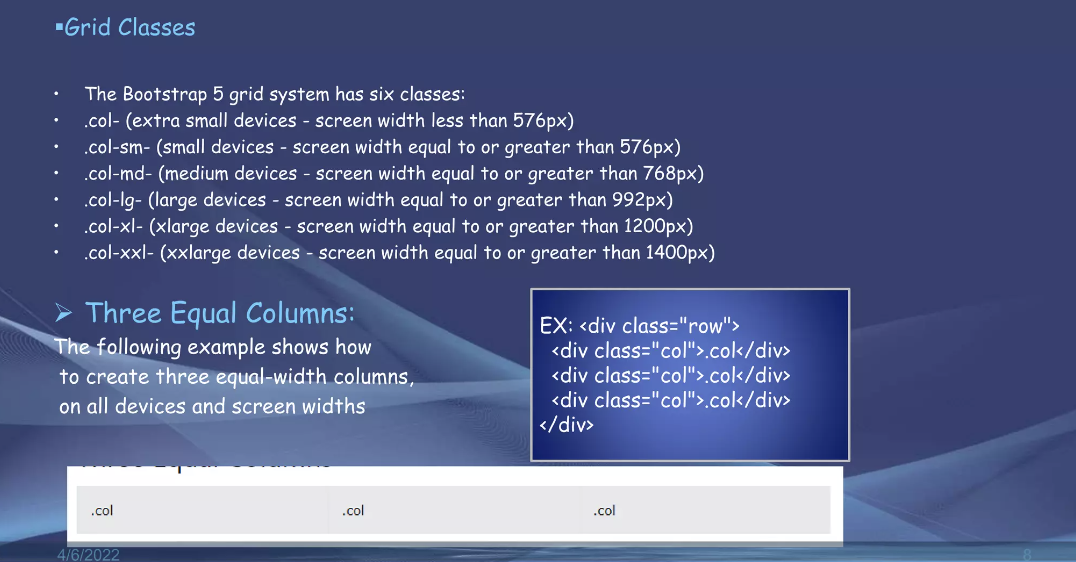 ▪Grid Classes
• The Bootstrap 5 grid system has six classes:
• .col- (extra small devices - screen width less than 576px)
• .col-sm- (small devices - screen width equal to or greater than 576px)
• .col-md- (medium devices - screen width equal to or greater than 768px)
• .col-lg- (large devices - screen width equal to or greater than 992px)
• .col-xl- (xlarge devices - screen width equal to or greater than 1200px)
• .col-xxl- (xxlarge devices - screen width equal to or greater than 1400px)
➢ Three Equal Columns:
The following example shows how
to create three equal-width columns,
on all devices and screen widths
EX: <div class="row">
<div class="col">.col</div>
<div class="col">.col</div>
<div class="col">.col</div>
</div>
Three Equal Columns
.col .col .col
4/6/2022 8